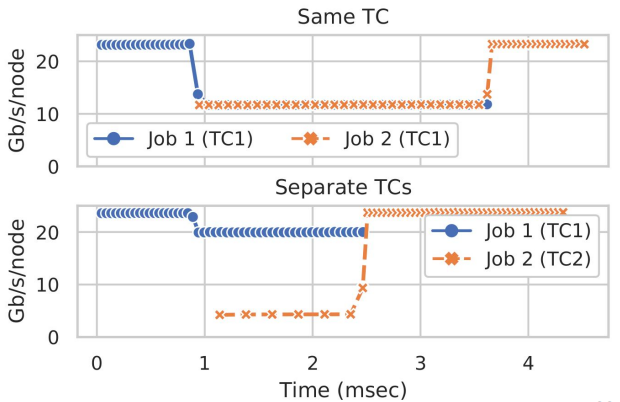 Same TC
Gb/s/node
20
10
0
Job 1 (TC1)
Job 2 (TC1)
Separate TCs
Gb/s/node
20
10
0
Job 1 (TC1)
Job 2 (TC2)
0 1 2 3 4
Time (msec)